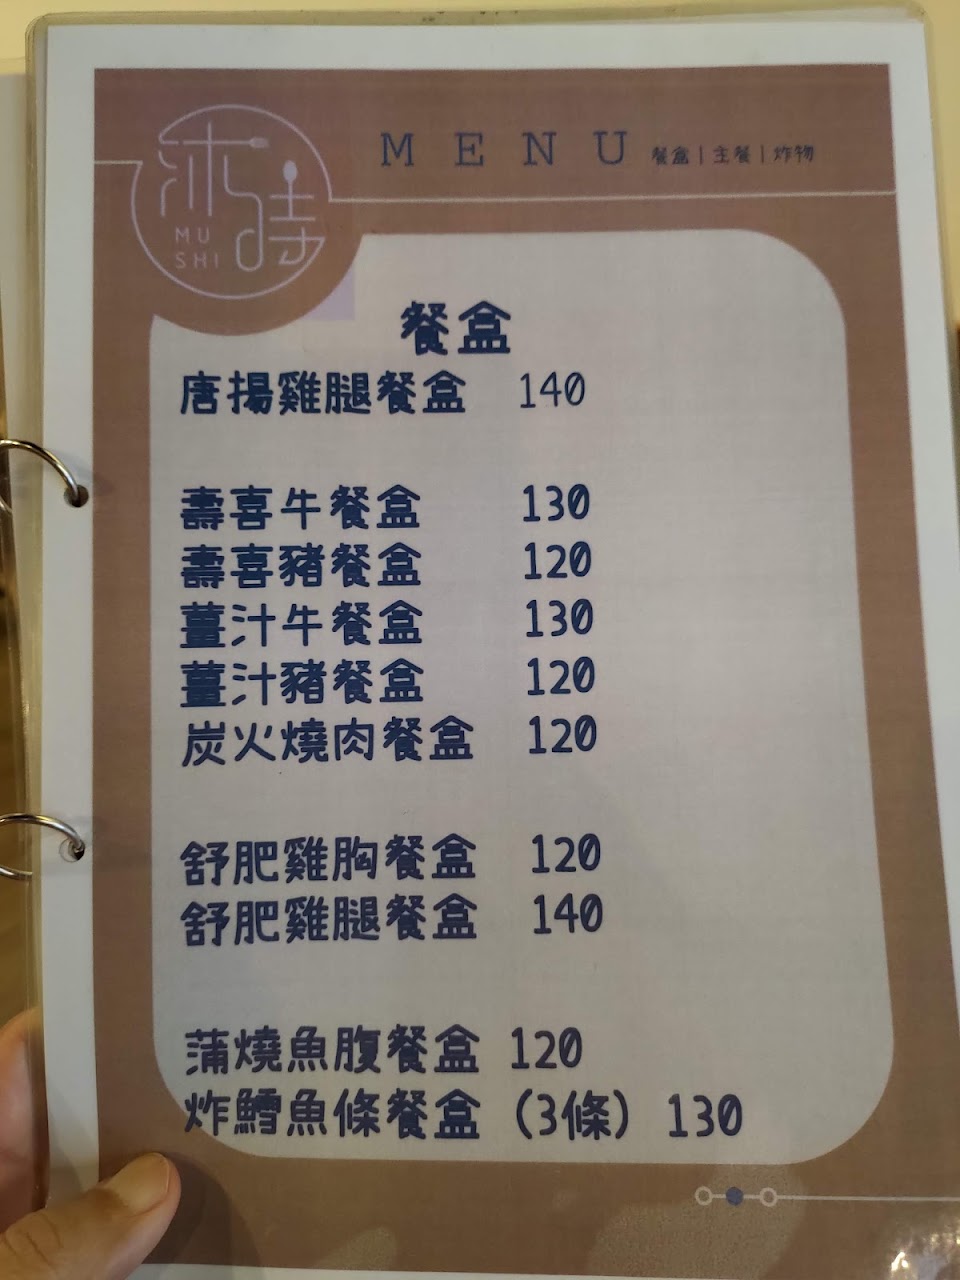 MENU 餐盒|主餐|炸物
沐時
MU
SHI
餐盒
唐揚雞腿餐盒 140
壽喜牛餐盒 130
壽喜豬餐盒 120
薑汁牛餐盒 130
薑汁豬餐盒 120
炭火燒肉餐盒 120
舒肥雞胸餐盒 120
舒肥雞腿餐盒 140
蒲燒魚腹餐盒 120
炸鱈魚條餐盒(3條) 130